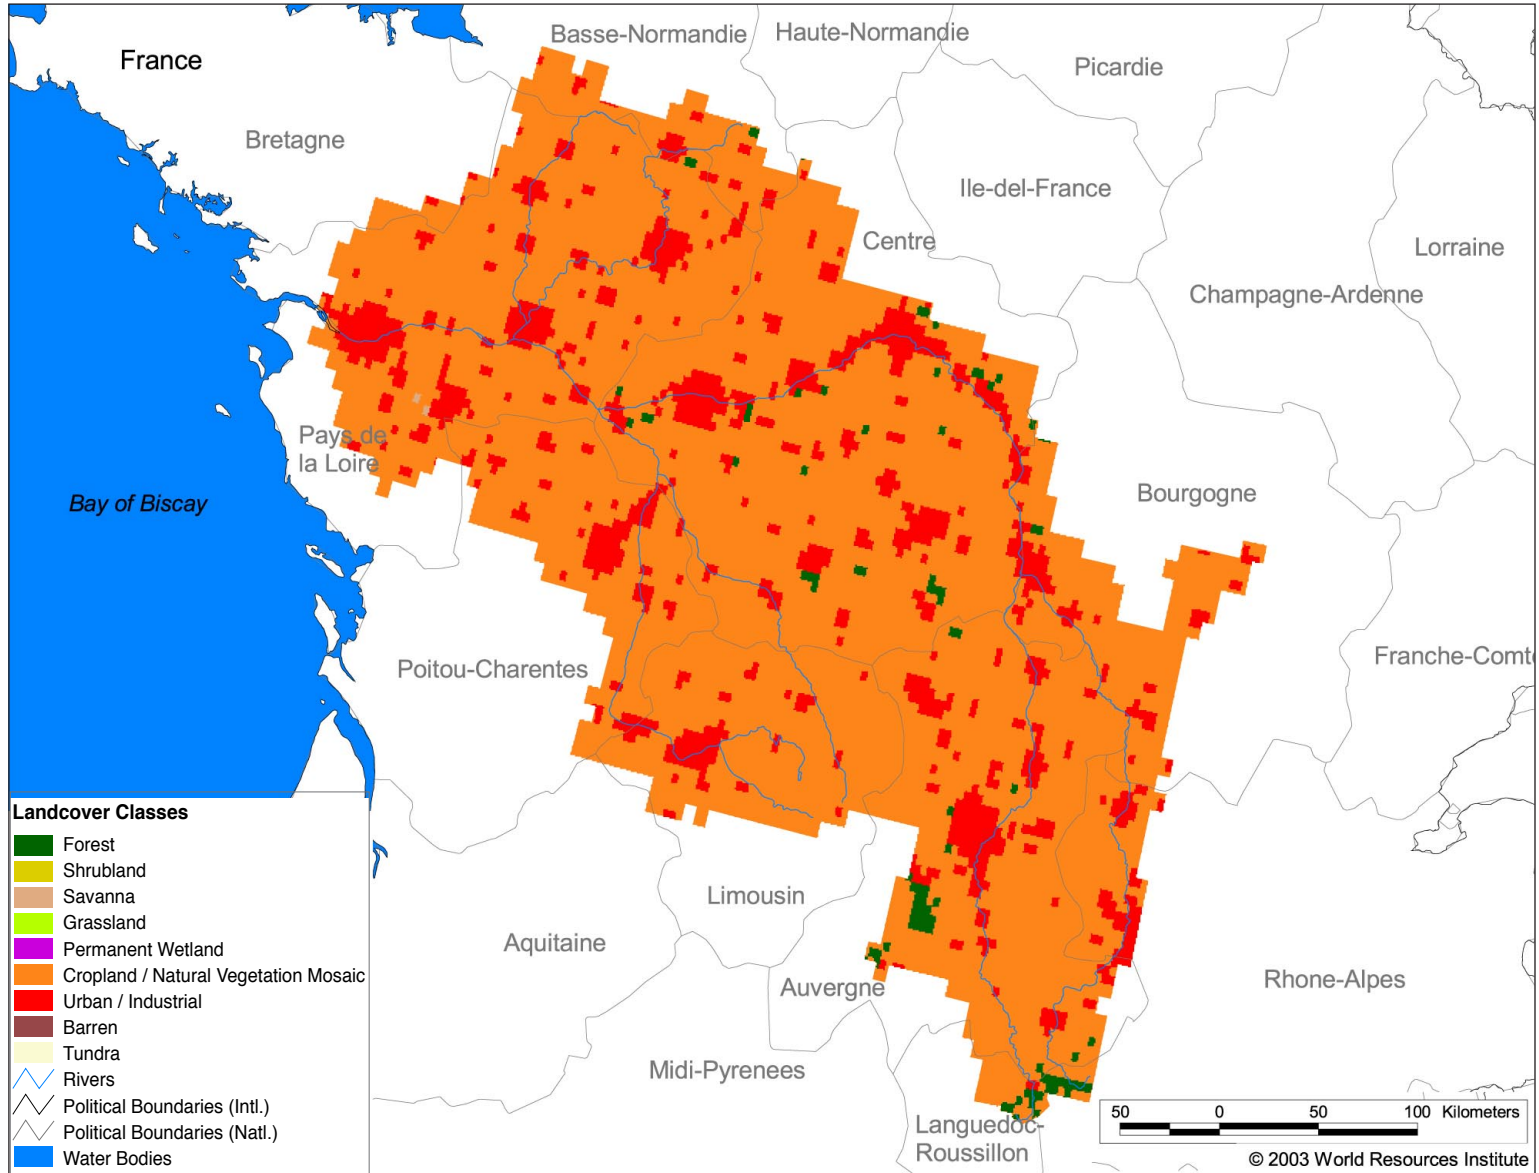 Basse-Normandie
Haute-Normandie
France
Picardie
Bretagne
Ile-del-France
Centre
Lorraine
Champagne-Ardenne
Pays de
la Loire
Bourgogne
Bay of Biscay
Poitou-Charentes
Franche-Comte
Limousin
Aquitaine
Auvergne
Rhone-Alpes
Midi-Pyrenees
Languedoc-
Roussillon
Landcover Classes
Forest
Shrubland
Savanna
Grassland
Permanent Wetland
Cropland / Natural Vegetation Mosaic
Urban / Industrial
Barren
Tundra
Rivers
Political Boundaries (Intl.)
Political Boundaries (Natl.)
Water Bodies
50 0 50 100 Kilometers
© 2003 World Resources Institute